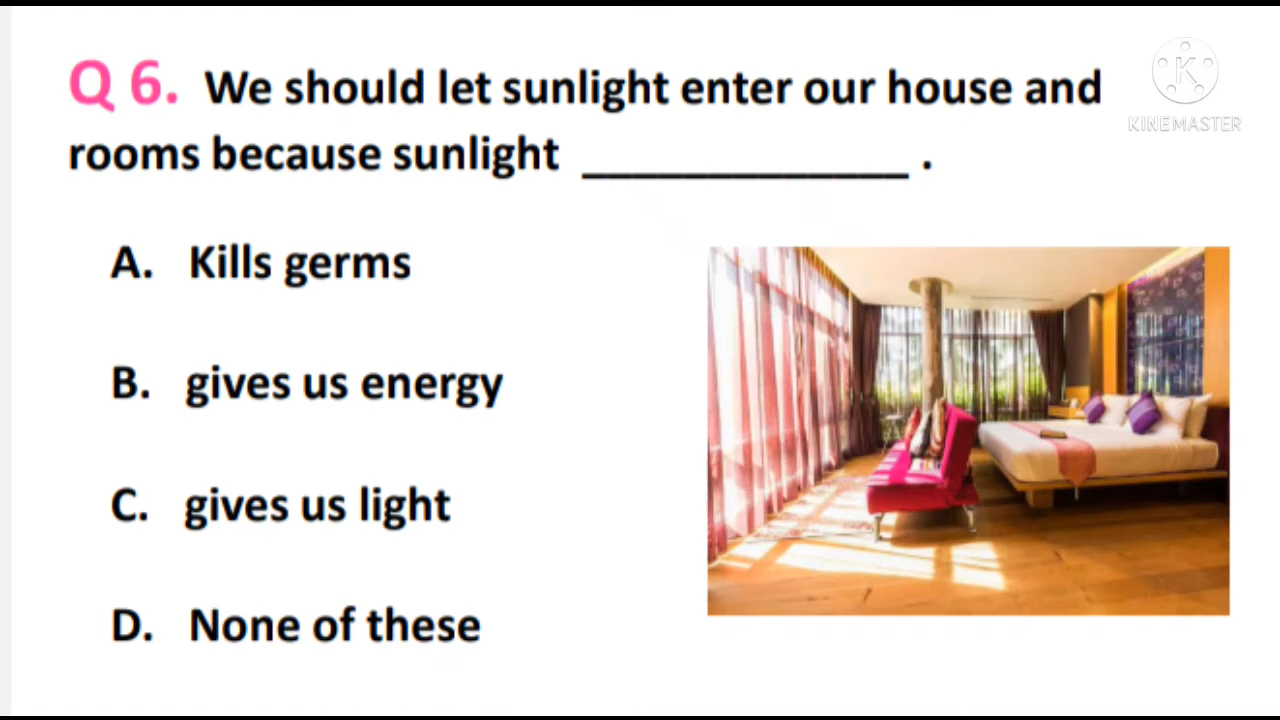 Q 6. We should let sunlight enter our house and
rooms because sunlight _____________ .
KINEMASTER
A. Kills germs
B. gives us energy
C. gives us light
D. None of these